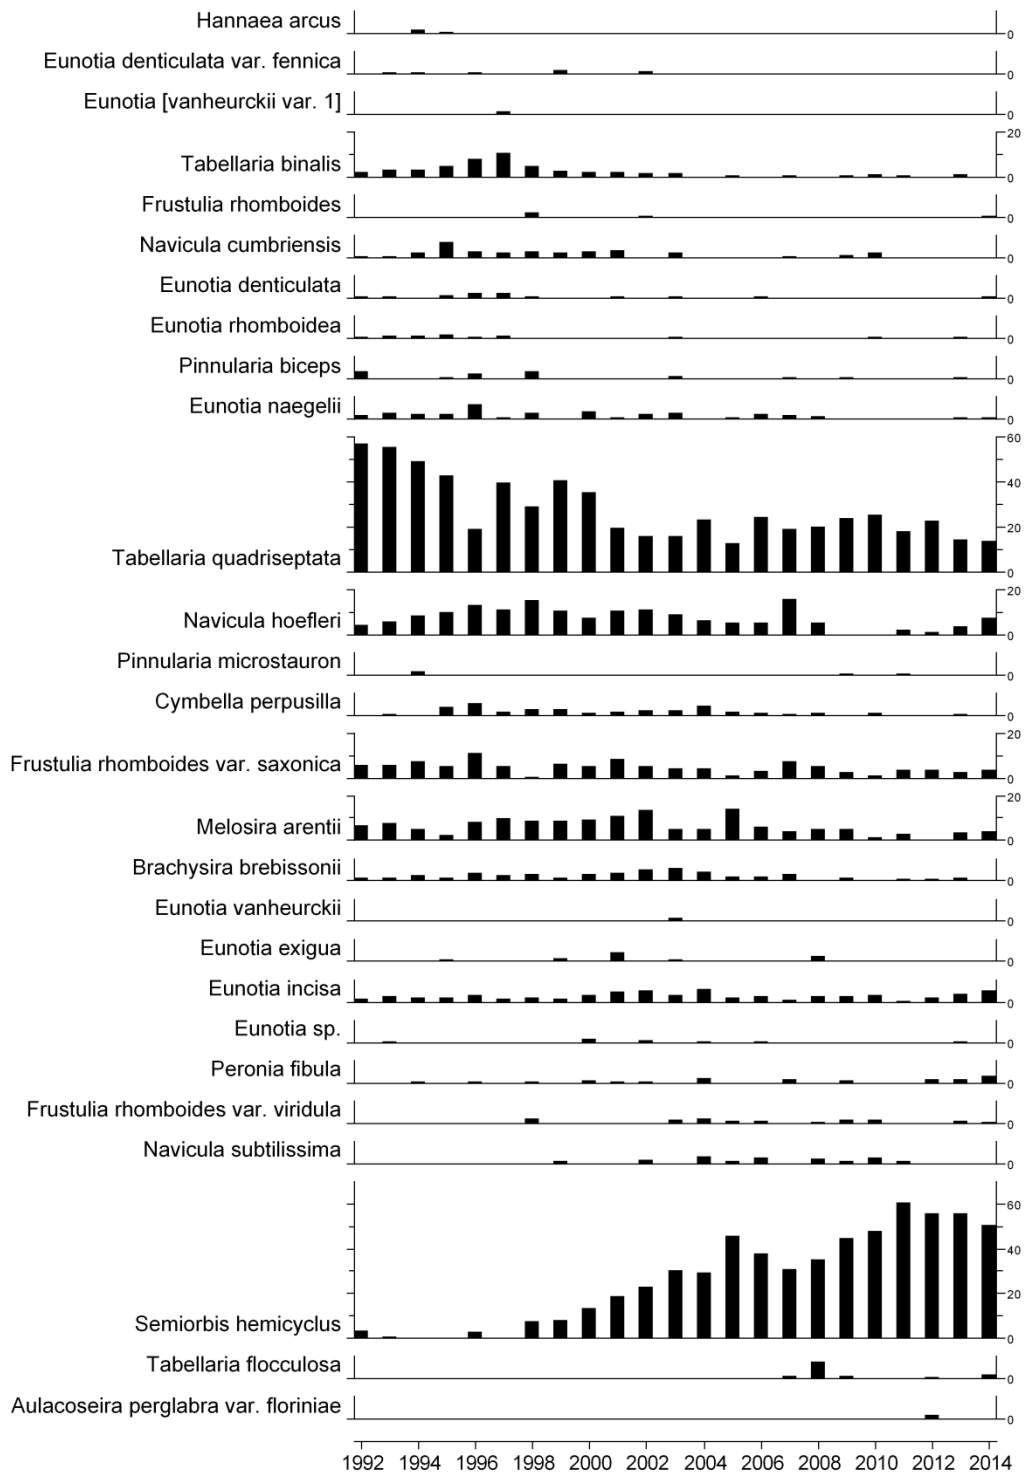 Hannaea arcus
0
Eunotia denticulata var. fennica
0
Eunotia [vanheurckii var. 1]
0
20
Tabellaria binalis
0
Frustulia rhomboides
0
Navicula cumbriensis
0
Eunotia denticulata
0
Eunotia rhomboidea
0
Pinnularia biceps
0
Eunotia naegelii
0
60
40
20
Tabellaria quadriseptata
0
20
Navicula hoefleri
0
Pinnularia microstauron
0
Cymbella perpusilla
0
20
Frustulia rhomboides var. saxonica
0
20
Melosira arentii
0
Brachysira brebissonii
0
Eunotia vanheurckii
0
Eunotia exigua
0
Eunotia incisa
0
Eunotia sp.
0
Peronia fibula
0
Frustulia rhomboides var. viridula
0
Navicula subtilissima
0
60
40
20
Semiorbis hemicyclus
0
Tabellaria flocculosa
0
Aulacoseira perglabra var. floriniae
0
1992 1994 1996 1998 2000 2002 2004 2006 2008 2010 2012 2014